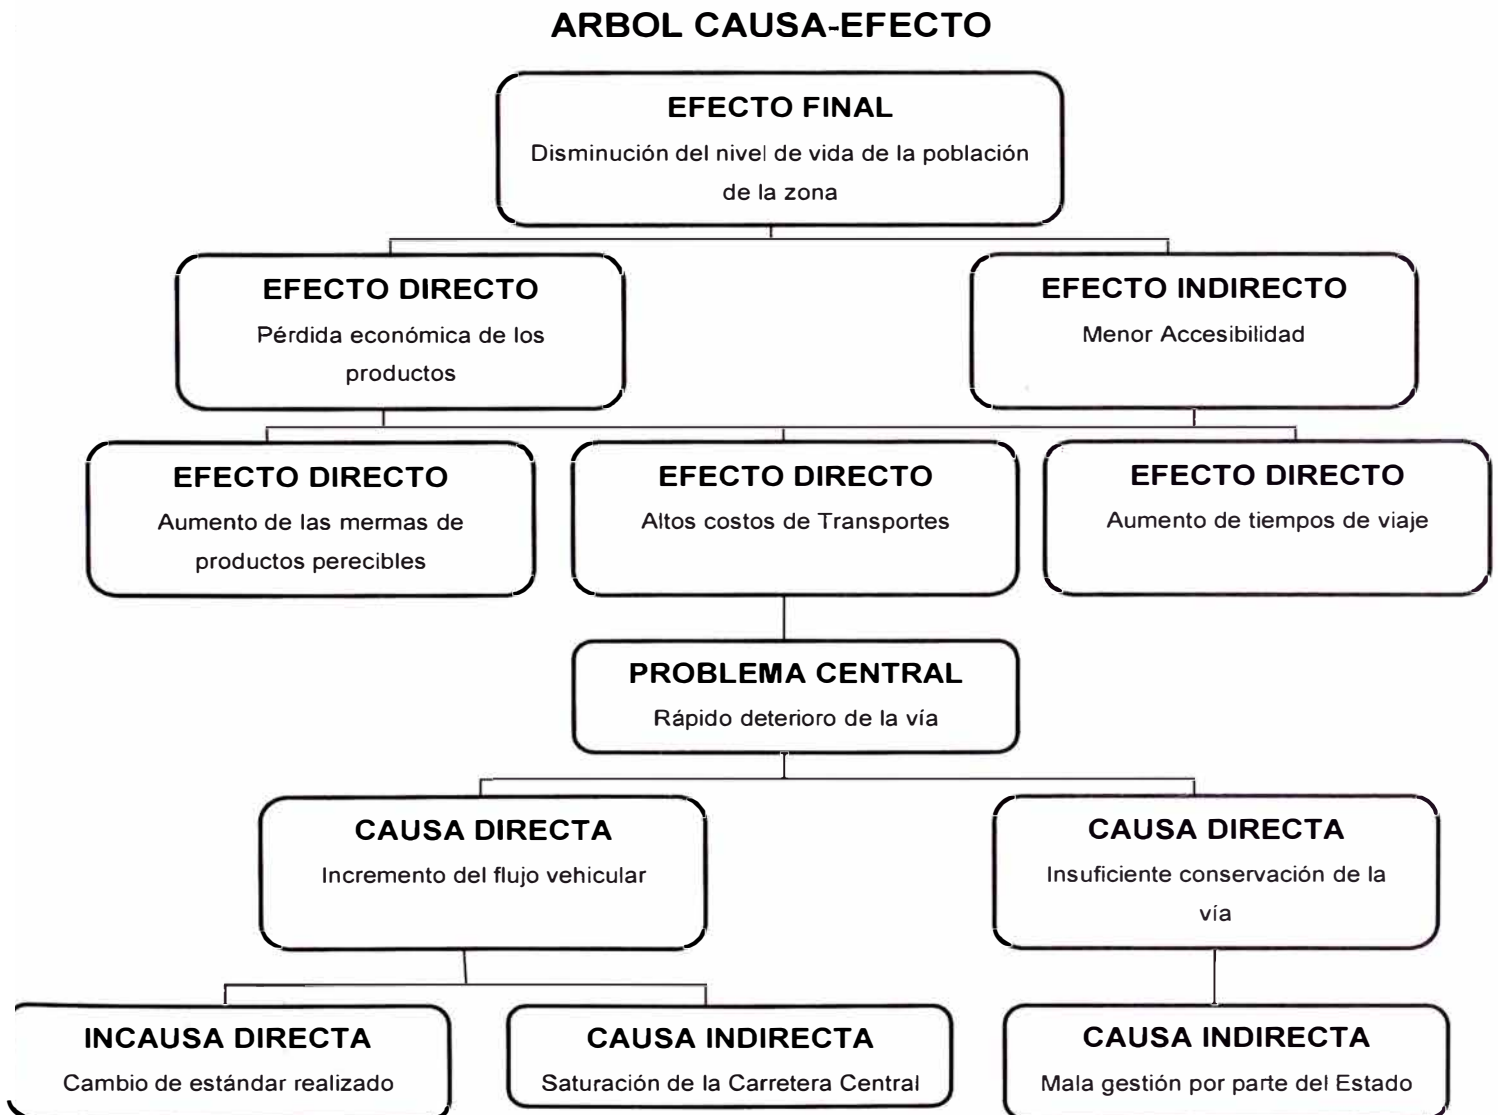 ARBOL CAUSA-EFECTO
EFECTO FINAL
Disminución del nivel de vida de la población
de la zona
EFECTO DIRECTO
Pérdida económica de los
productos
EFECTO INDIRECTO
Menor Accesibilidad
EFECTO DIRECTO
Aumento de las mermas de
productos perecibles
EFECTO DIRECTO
Altos costos de Transportes
EFECTO DIRECTO
Aumento de tiempos de viaje
PROBLEMA CENTRAL
Rápido deterioro de la vía
CAUSA DIRECTA
Incremento del flujo vehicular
CAUSA DIRECTA
Insuficiente conservación de la
vía
INCAUSA DIRECTA
Cambio de estándar realizado
CAUSA INDIRECTA
Saturación de la Carretera Central
CAUSA INDIRECTA
Mala gestión por parte del Estado